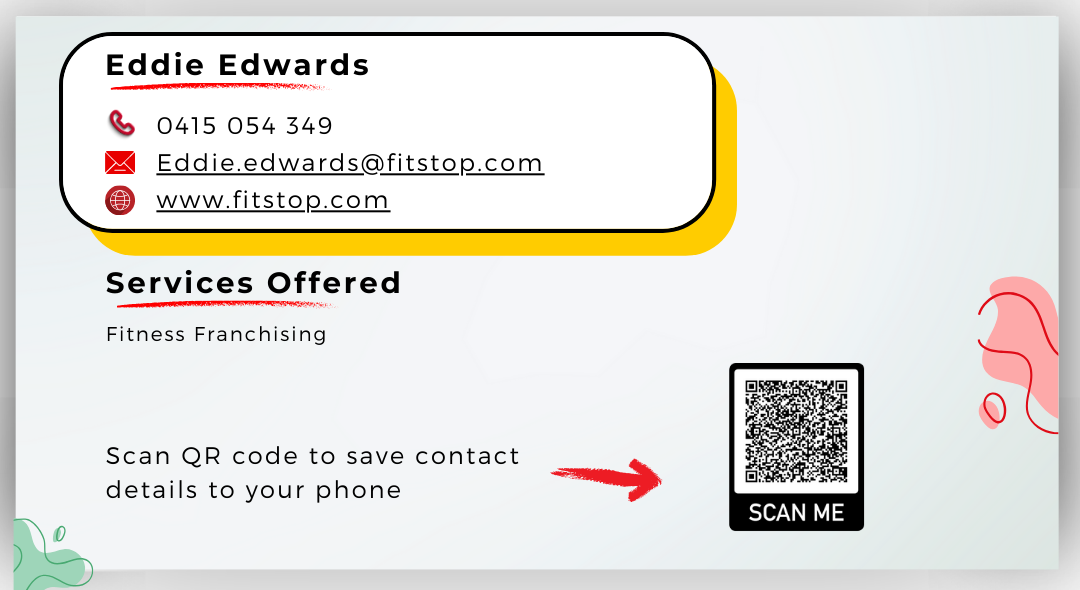 Eddie Edwards
0415 054 349
Eddie.edwards@fitstop.com
www.fitstop.com
Services Offered
Fitness Franchising
Scan QR code to save contact
details to your phone
SCAN ME